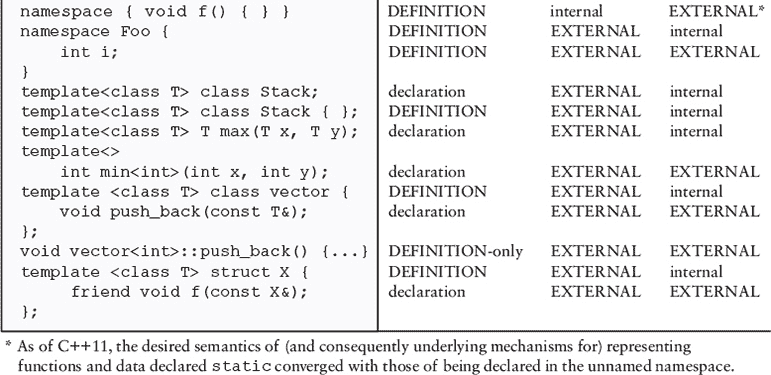 namespace { void f() { } } DEFINITION internal EXTERNAL*
namespace Foo { DEFINITION EXTERNAL internal
int i; DEFINITION EXTERNAL EXTERNAL
}
template<class T> class Stack; declaration EXTERNAL internal
template<class T> class Stack { }; DEFINITION EXTERNAL internal
template<class T> T max(T x, T y); declaration EXTERNAL internal
template<>
int min<int>(int x, int y); declaration EXTERNAL EXTERNAL
template <class T> class vector { DEFINITION EXTERNAL internal
void push_back(const T&); declaration EXTERNAL EXTERNAL
};
void vector<int>::push_back() {...} DEFINITION-only EXTERNAL EXTERNAL
template <class T> struct X { DEFINITION EXTERNAL internal
friend void f(const X&); declaration EXTERNAL EXTERNAL
};
* As of C++11, the desired semantics of (and consequently underlying mechanisms for) representing
functions and data declared static converged with those of being declared in the unnamed namespace.